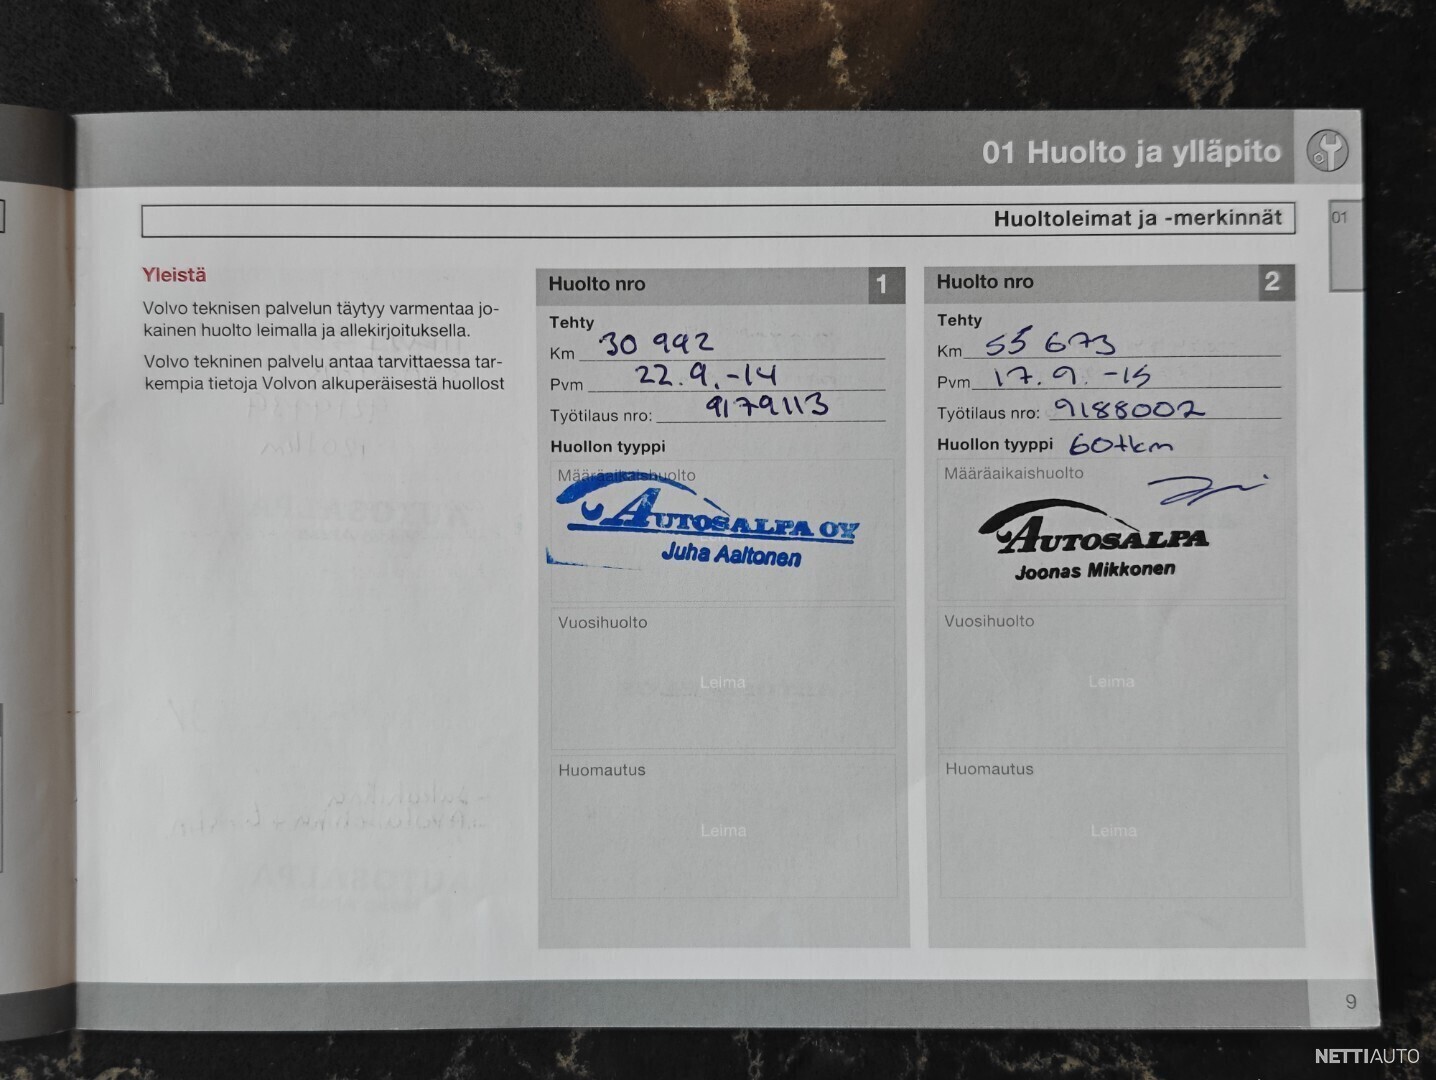 01 Huolto ja ylläpito
Huoltoleimat ja -merkinnät
01
Yleistä
Volvo teknisen palvelun täytyy varmentaa jo-
kainen huolto leimalla ja allekirjoituksella.
Volvo tekninen palvelu antaa tarvittaessa tar-
kempia tietoja Volvon alkuperäisestä huollost
Huolto nro 1
Tehty
Km 30 992
Pvm 22.9.-14
Työtilaus nro: 9179113
Huollon tyyppi
Määräaikaishuolto
AUTOSALPA OY
Juha Aaltonen
Vuosihuolto
Leima
Huomautus
Leima
Huolto nro 2
Tehty
Km 55 673
Pvm 17.9.-15
Työtilaus nro: 9188002
Huollon tyyppi 60tkm
Määräaikaishuolto
AUTOSALPA
Joonas Mikkonen
Vuosihuolto
Leima
Huomautus
Leima
9
NETTIAUTO